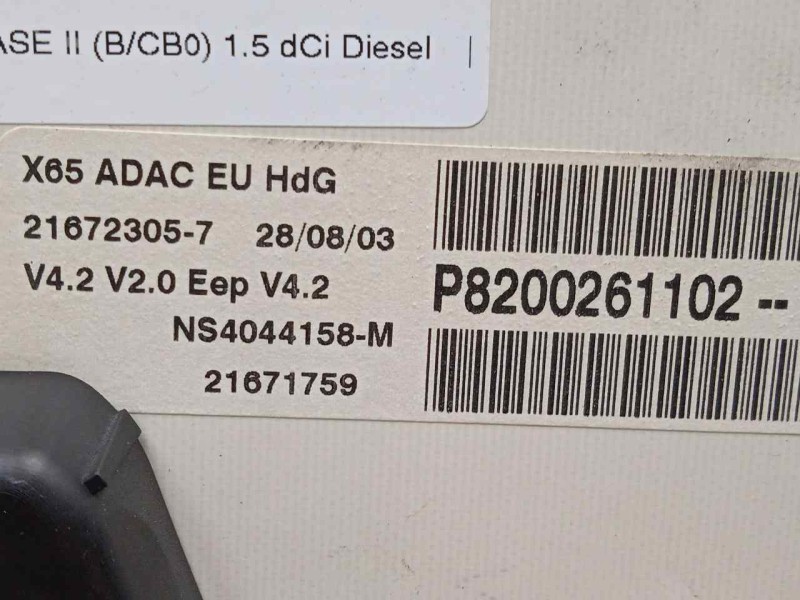 II (B/CB0) 1.5 dCi Diesel |
X65 ADAC EU HdG
21672305-7 28/08/03
V4.2 V2.0 Eep V4.2
NS4044158-M
21671759
P8200261102--